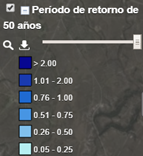 Período de retorno de
50 años
> 2.00
1.01 - 2.00
0.76 - 1.00
0.51 - 0.75
0.26 - 0.50
0.05 - 0.25